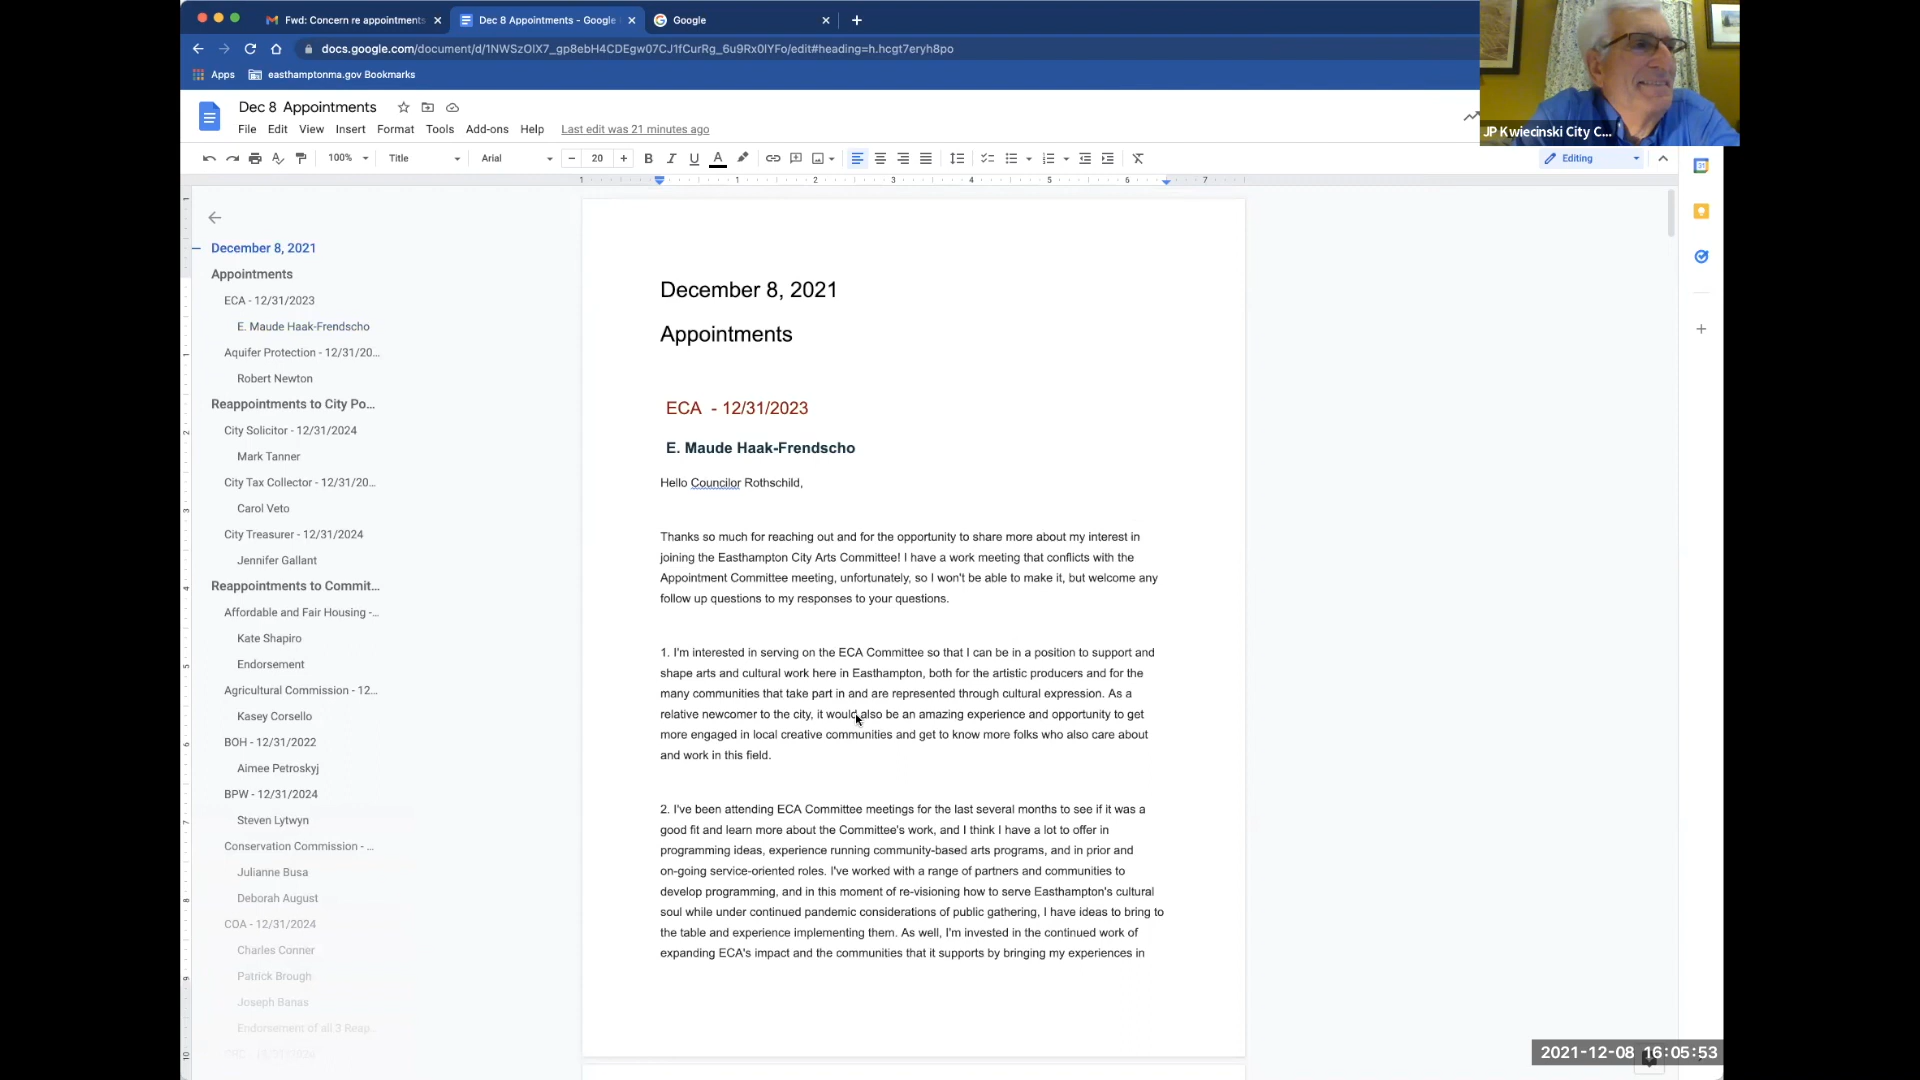 Fwd: Concern re appointments
Dec 8 Appointments - Google
Google
docs.google.com/document/d/1NWSzOIX7_gp8ebH4CDEgw07CJ1fCurRg_6u9Rx0IYFo/edit#heading=h.hcgt7eryh8po
Apps
easthamptonma.gov Bookmarks
JP Kwiecinski City C...
Dec 8 Appointments
File Edit View Insert Format Tools Add-ons Help Last edit was 21 minutes ago
100% Title Arial 20 Editing
1 1 2 3 4 5 6 7
December 8, 2021
Appointments
ECA - 12/31/2023
E. Maude Haak-Frendscho
Aquifer Protection - 12/31/20...
Robert Newton
Reappointments to City Po...
City Solicitor - 12/31/2024
Mark Tanner
City Tax Collector - 12/31/20...
Carol Veto
City Treasurer - 12/31/2024
Jennifer Gallant
Reappointments to Commit...
Affordable and Fair Housing -...
Kate Shapiro
Endorsement
Agricultural Commission - 12...
Kasey Corsello
BOH - 12/31/2022
Aimee Petroskyj
BPW - 12/31/2024
Steven Lytwyn
Conservation Commission - ...
Julianne Busa
Deborah August
COA - 12/31/2024
Charles Conner
Patrick Brough
Joseph Banas
Endorsement of all 3 Reap...
December 8, 2021
Appointments
ECA - 12/31/2023
E. Maude Haak-Frendscho
Hello Councilor Rothschild,
Thanks so much for reaching out and for the opportunity to share more about my interest in
joining the Easthampton City Arts Committee! I have a work meeting that conflicts with the
Appointment Committee meeting, unfortunately, so I won't be able to make it, but welcome any
follow up questions to my responses to your questions.
1. I'm interested in serving on the ECA Committee so that I can be in a position to support and
shape arts and cultural work here in Easthampton, both for the artistic producers and for the
many communities that take part in and are represented through cultural expression. As a
relative newcomer to the city, it would also be an amazing experience and opportunity to get
more engaged in local creative communities and get to know more folks who also care about
and work in this field.
2. I've been attending ECA Committee meetings for the last several months to see if it was a
good fit and learn more about the Committee's work, and I think I have a lot to offer in
programming ideas, experience running community-based arts programs, and in prior and
on-going service-oriented roles. I've worked with a range of partners and communities to
develop programming, and in this moment of re-visioning how to serve Easthampton's cultural
soul while under continued pandemic considerations of public gathering, I have ideas to bring to
the table and experience implementing them. As well, I'm invested in the continued work of
expanding ECA's impact and the communities that it supports by bringing my experiences in
2021-12-08 16:05:53